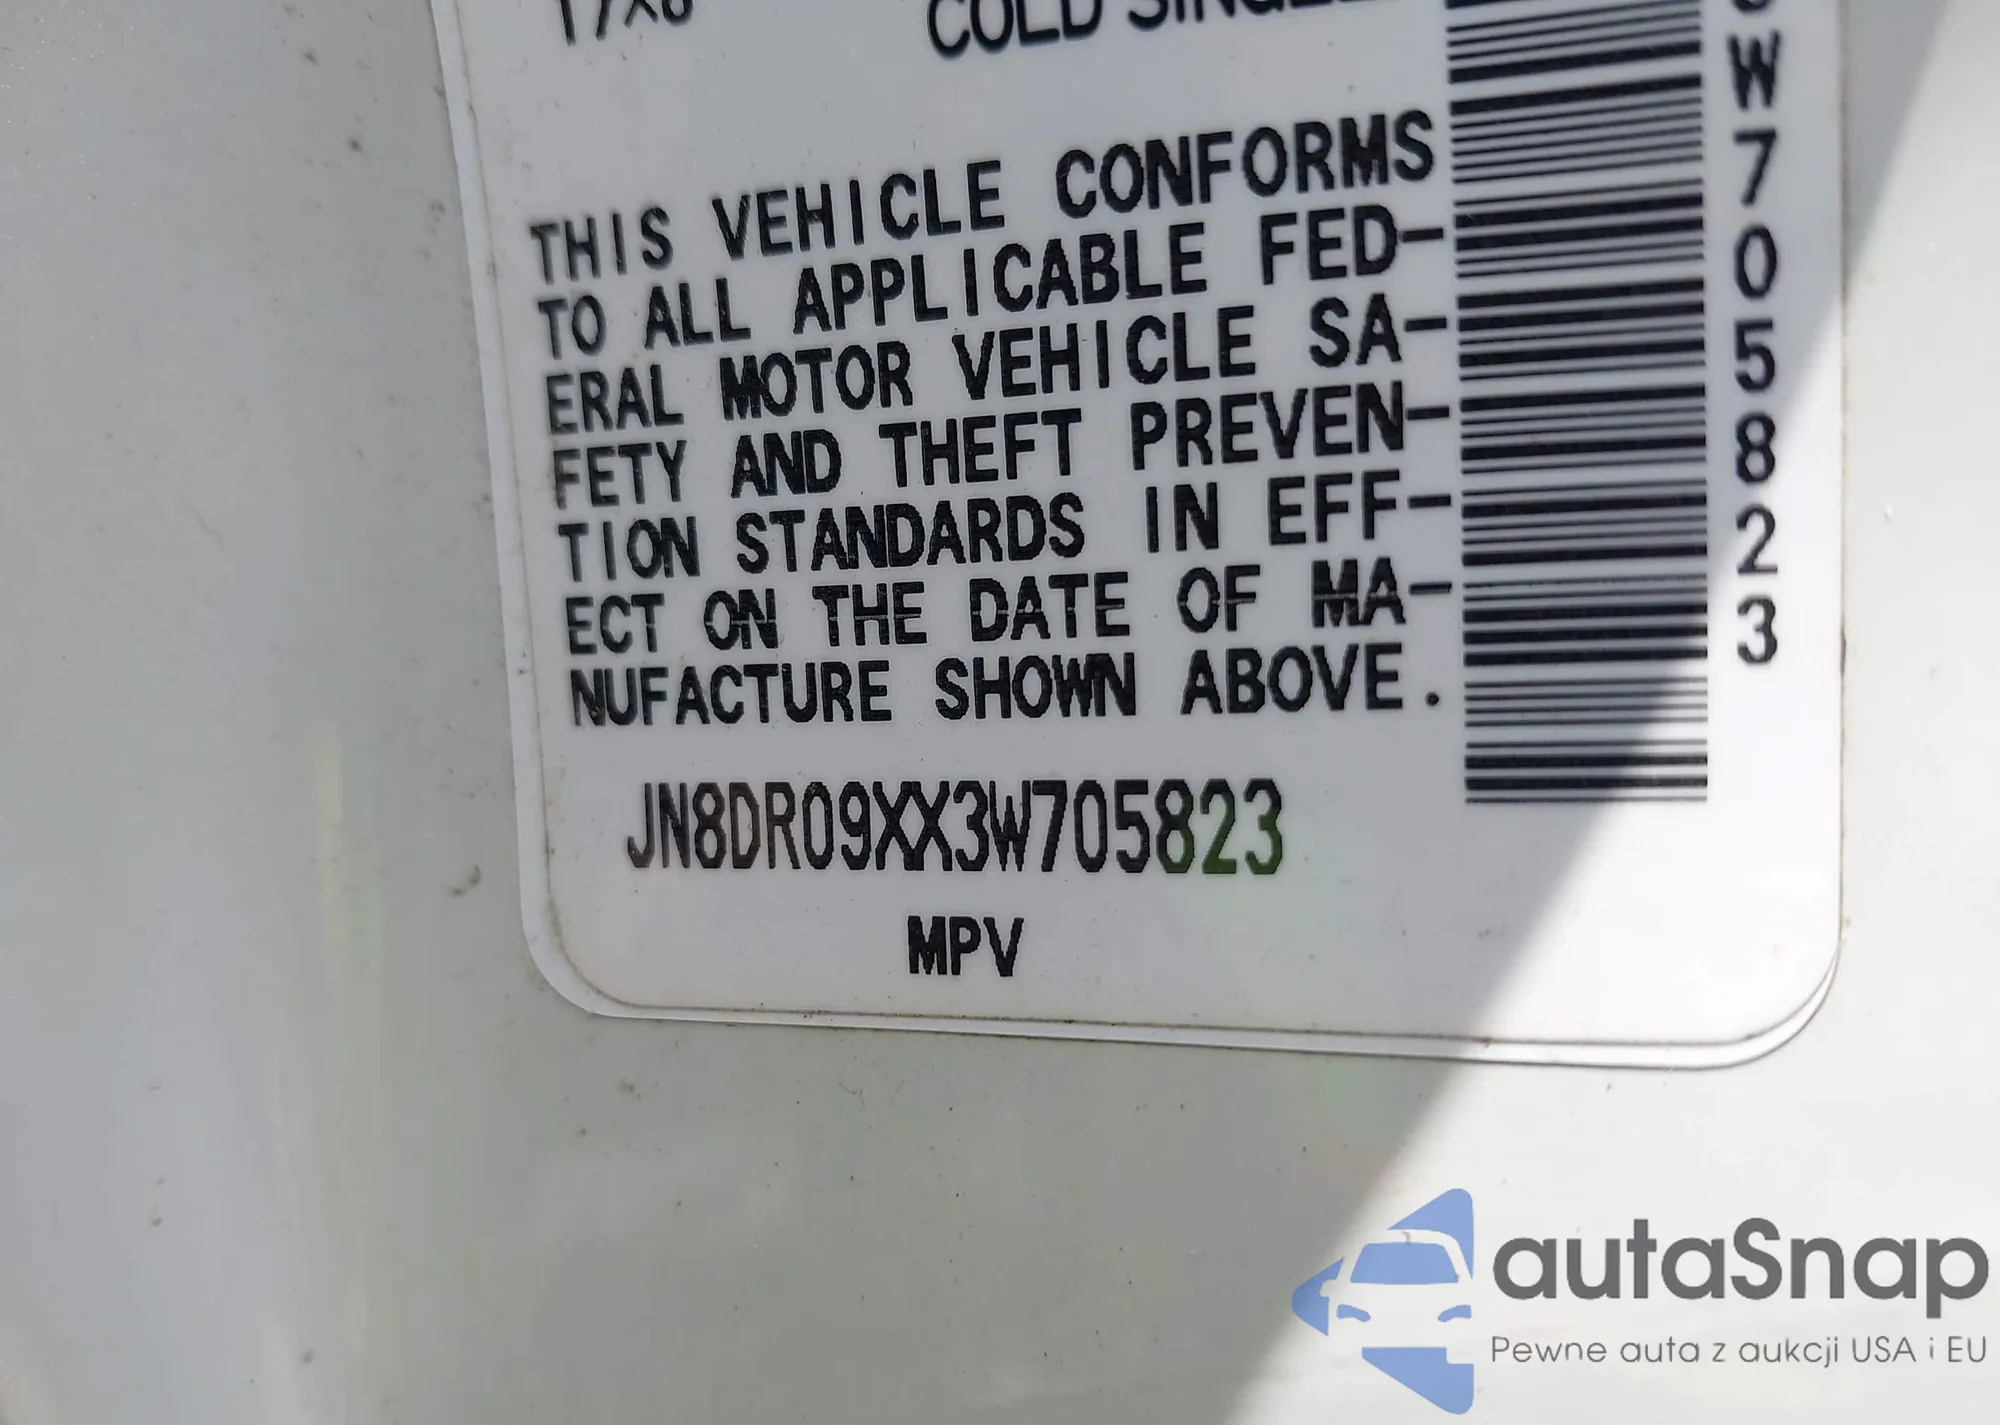 17X8
COLD SINGLE
THIS VEHICLE CONFORMS
TO ALL APPLICABLE FED-
ERAL MOTOR VEHICLE SA-
FETY AND THEFT PREVEN-
TION STANDARDS IN EFF-
ECT ON THE DATE OF MA-
NUFACTURE SHOWN ABOVE.
JN8DR09XX3W705823
MPV
W705823
autaSnap
Pewne auta z aukcji USA i EU